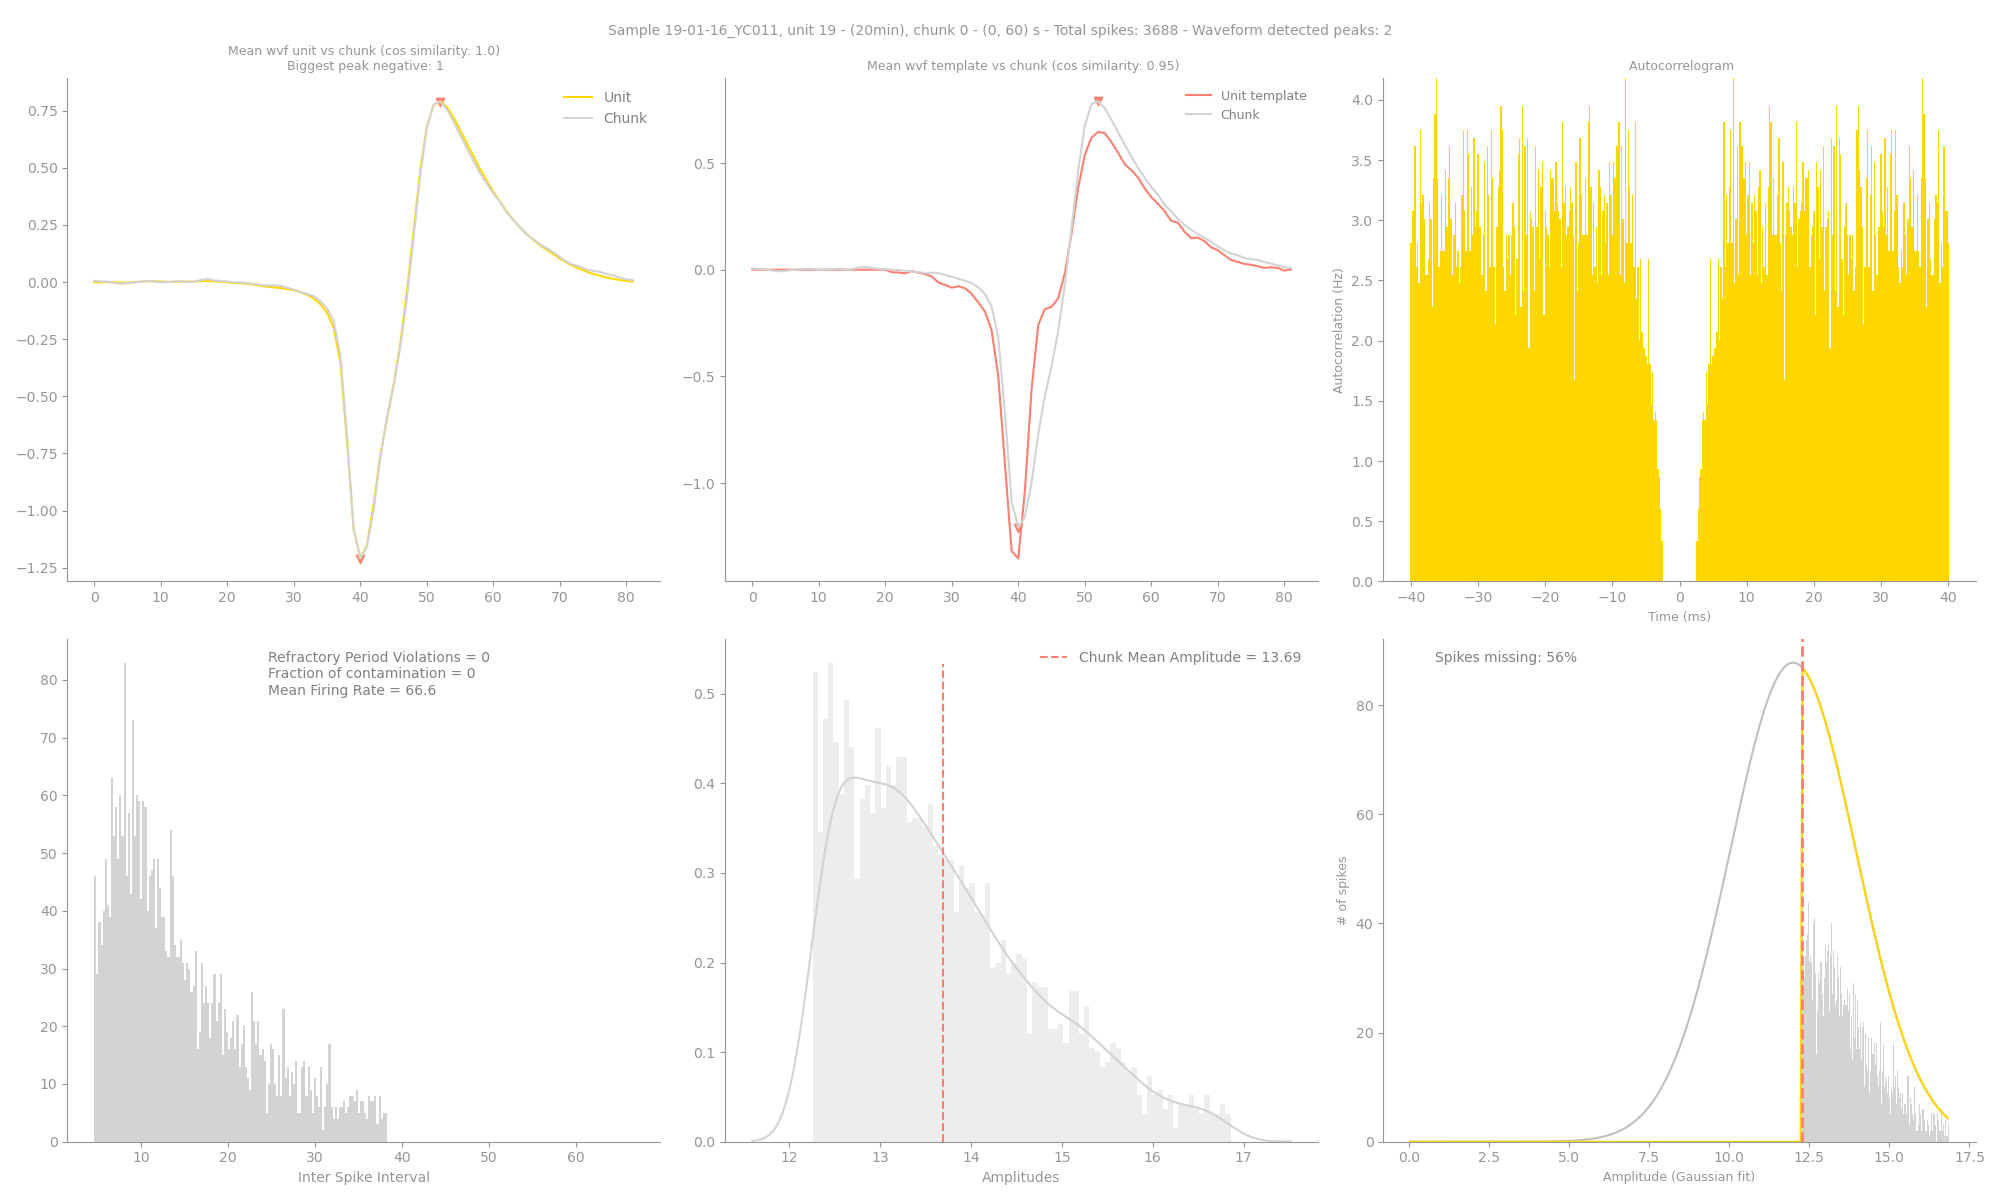 Sample 19-01-16_YC011, unit 19 - (20min), chunk 0 - (0, 60) s - Total spikes: 3688 - Waveform detected peaks: 2
Mean wvf unit vs chunk (cos similarity: 1.0)
Biggest peak negative: 1
Unit
Chunk
0.75
0.50
0.25
0.00
−0.25
−0.50
−0.75
−1.00
−1.25
0 10 20 30 40 50 60 70 80
Mean wvf template vs chunk (cos similarity: 0.95)
Unit template
Chunk
0.5
0.0
−0.5
−1.0
0 10 20 30 40 50 60 70 80
Autocorrelogram
Autocorrelation (Hz)
4.0
3.5
3.0
2.5
2.0
1.5
1.0
0.5
0.0
−40 −30 −20 −10 0 10 20 30 40
Time (ms)
Refractory Period Violations = 0
Fraction of contamination = 0
Mean Firing Rate = 66.6
80
70
60
50
40
30
20
10
0
10 20 30 40 50 60
Inter Spike Interval
Chunk Mean Amplitude = 13.69
0.5
0.4
0.3
0.2
0.1
0.0
12 13 14 15 16 17
Amplitudes
Spikes missing: 56%
# of spikes
80
60
40
20
0
0.0 2.5 5.0 7.5 10.0 12.5 15.0 17.5
Amplitude (Gaussian fit)